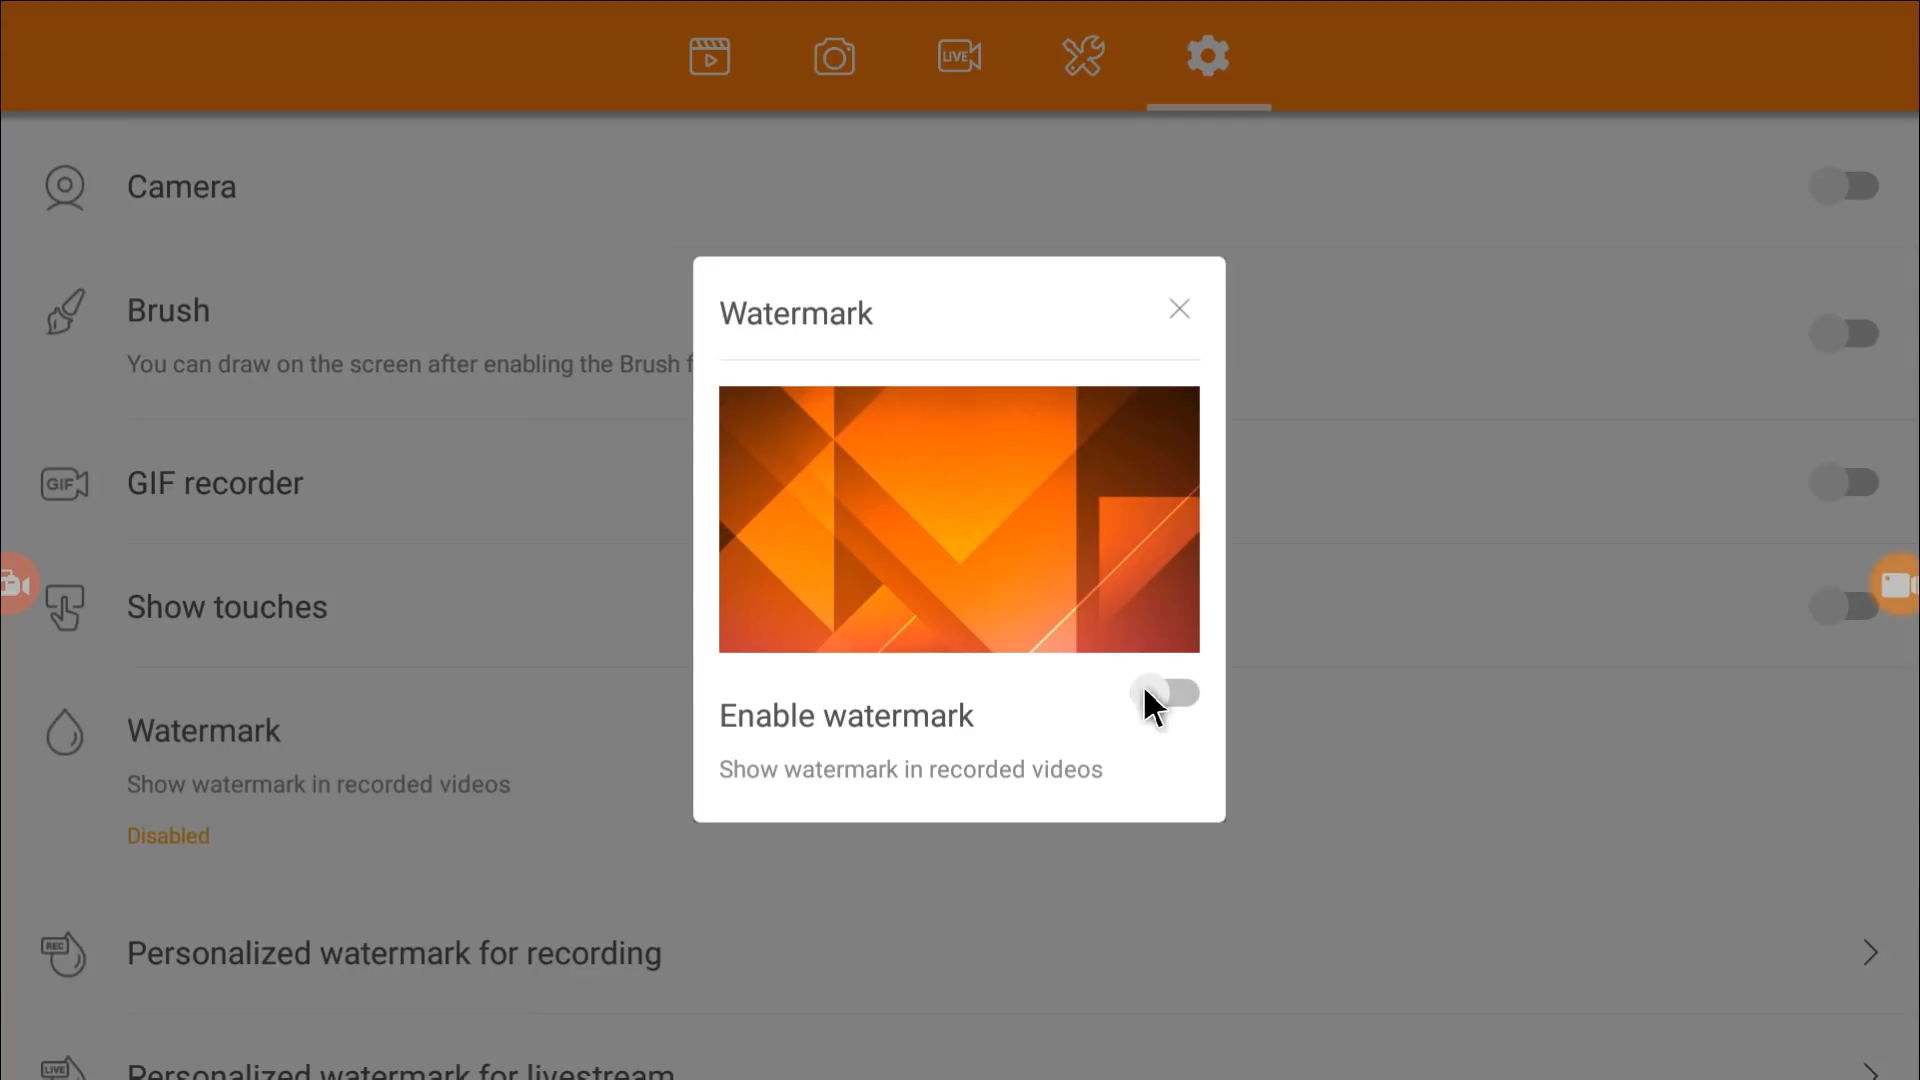 LIVE
Camera
Brush
You can draw on the screen after enabling the Brush f
GIF
GIF recorder
Show touches
Watermark
Show watermark in recorded videos
Disabled
REC
Personalized watermark for recording
LIVE
Personalized watermark for livestream
Watermark
Enable watermark
Show watermark in recorded videos